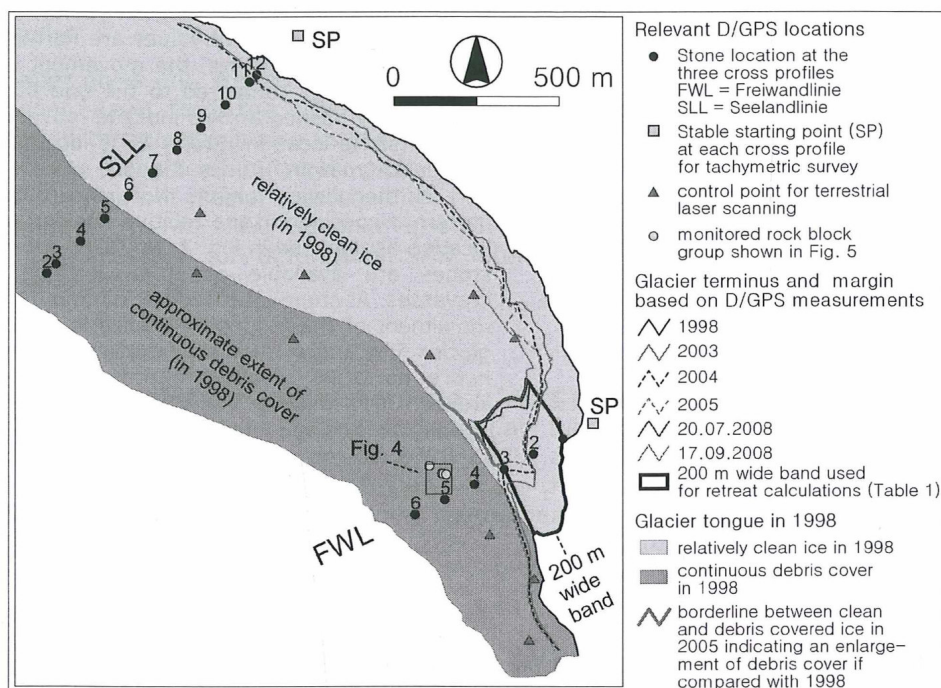 SP
0 500 m
12
11
10
9
8
7
6
5
4
3
2
SLL
relatively clean ice
(in 1998)
approximate extent of
continuous debris cover
(in 1998)
SP
Fig. 4
1
2
3
4
5
6
FWL
200 m
wide
band
Relevant D/GPS locations
Stone location at the
three cross profiles
FWL = Freiwandlinie
SLL = Seelandlinie
Stable starting point (SP)
at each cross profile
for tachymetric survey
control point for terrestrial
laser scanning
monitored rock block
group shown in Fig. 5
Glacier terminus and margin
based on D/GPS measurements
1998
2003
2004
2005
20.07.2008
17.09.2008
200 m wide band used
for retreat calculations (Table 1)
Glacier tongue in 1998
relatively clean ice in 1998
continuous debris cover
in 1998
borderline between clean
and debris covered ice in
2005 indicating an enlarge-
ment of debris cover if
compared with 1998